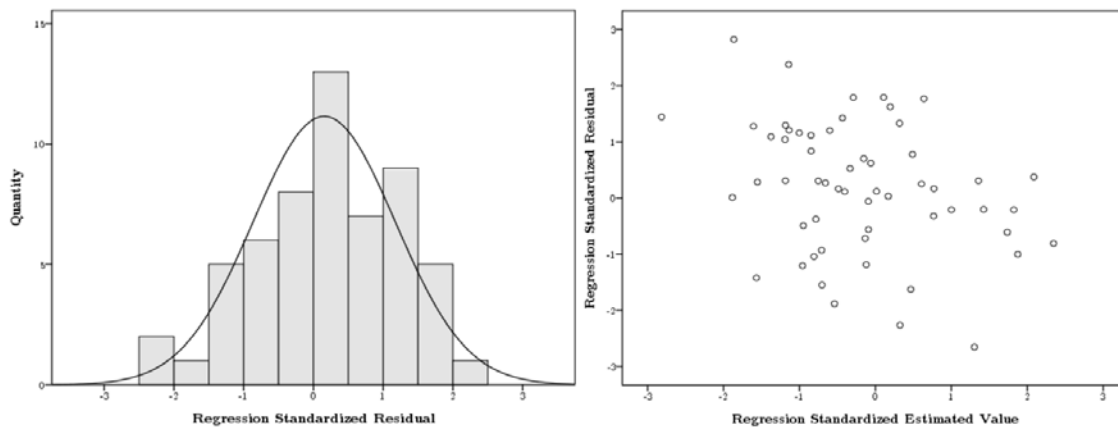 15
10
5
0
Quantity
-3 -2 -1 0 1 2 3
Regression Standardized Residual
3
2
1
0
-1
-2
-3
Regression Standardized Residual
-3 -2 -1 0 1 2 3
Regression Standardized Estimated Value